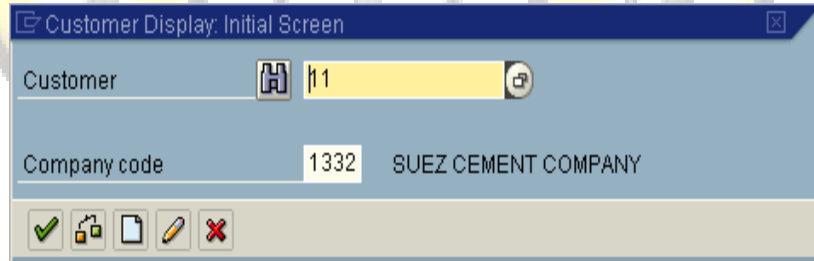 Customer Display: Initial Screen
Customer 11
Company code 1332 SUEZ CEMENT COMPANY